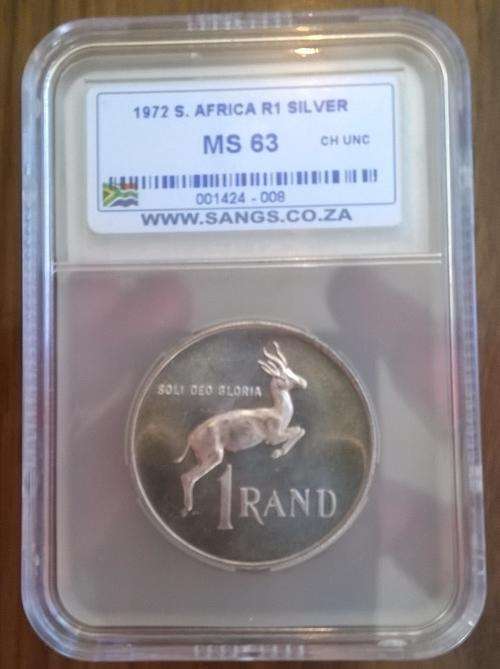 1972 S. AFRICA R1 SILVER
MS 63 CH UNC
001424 - 008
WWW.SANGS.CO.ZA
SOLI DEO GLORIA
1 RAND